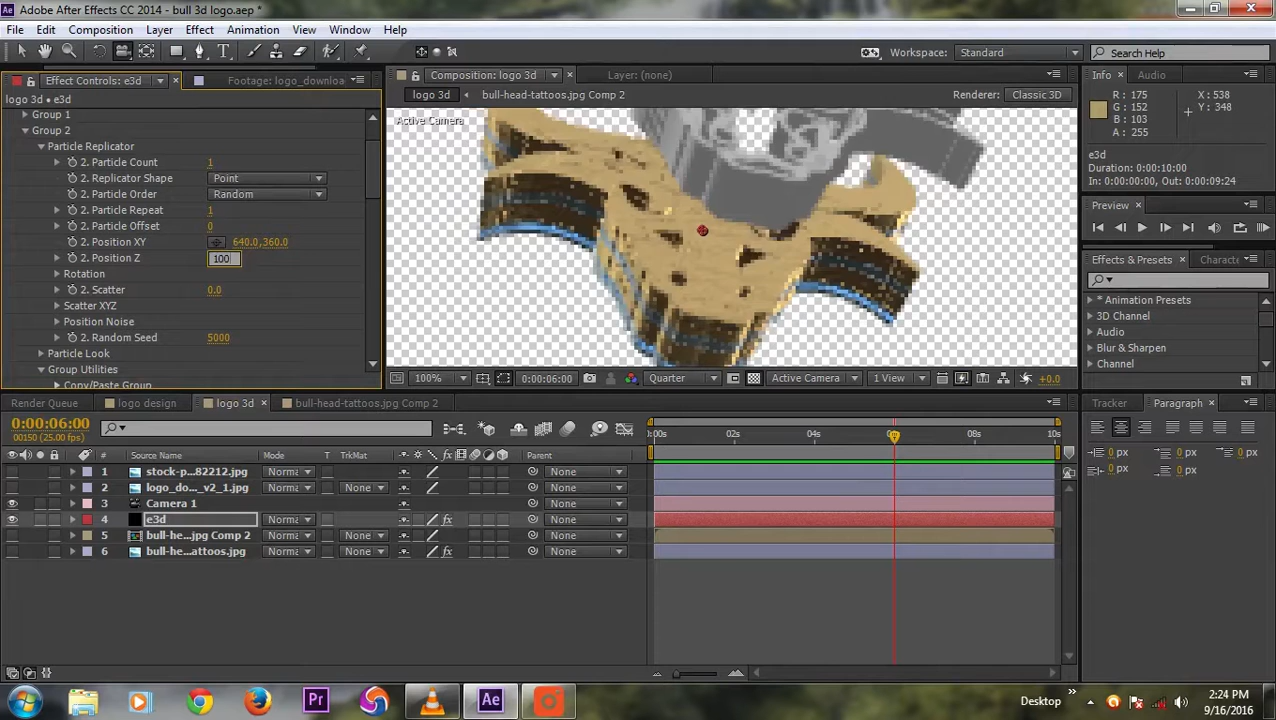 Adobe After Effects CC 2014 - bull 3d logo.aep *
File Edit Composition Layer Effect Animation View Window Help
Workspace: Standard
Search Help
Effect Controls: e3d
Footage: logo_downloa
logo 3d • e3d
Group 1
Group 2
Particle Replicator
2. Particle Count 1
2. Replicator Shape Point
2. Particle Order Random
2. Particle Repeat 1
2. Particle Offset 0
2. Position XY 640.0,360.0
2. Position Z 100
Rotation
2. Scatter 0.0
Scatter XYZ
Position Noise
2. Random Seed 5000
Particle Look
Group Utilities
Copy/Paste Group
Composition: logo 3d
Layer: (none)
logo 3d bull-head-tattoos.jpg Comp 2
Renderer: Classic 3D
Active Camera
100% 0:00:06:00 Quarter Active Camera 1 View +0.0
Info Audio
R: 175 X: 538
G: 152 Y: 348
B: 103
A: 255
e3d
Duration: 0:00:10:00
In: 0:00:00:00, Out: 0:00:09:24
Preview
Effects & Presets Characte
* Animation Presets
3D Channel
Audio
Blur & Sharpen
Channel
Render Queue logo design logo 3d bull-head-tattoos.jpg Comp 2
0:00:06:00
00150 (25.00 fps)
# Source Name Mode T TrkMat Parent
:00s 02s 04s 08s 10s
1 stock-p...82212.jpg Norma None
2 logo_do..._v2_1.jpg Norma None None
3 Camera 1 None
4 e3d Norma None
5 bull-he...jpg Comp 2 Norma None None
6 bull-he...attoos.jpg Norma None None
Tracker Paragraph
0 px 0 px 0 px
0 px 0 px
Desktop
2:24 PM
9/16/2016